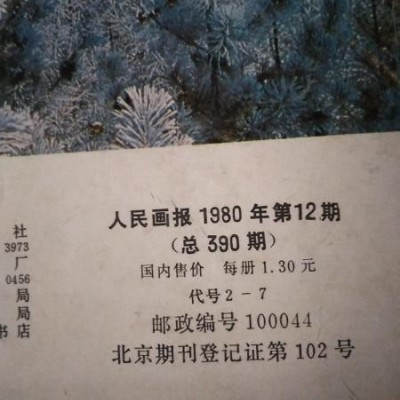 人民画报 1980 年第12期
(总 390 期)
国内售价 每册 1.30 元
代号 2-7
邮政编号 100044
北京期刊登记证第 102 号
社
3973
厂
0456
局
局
书店